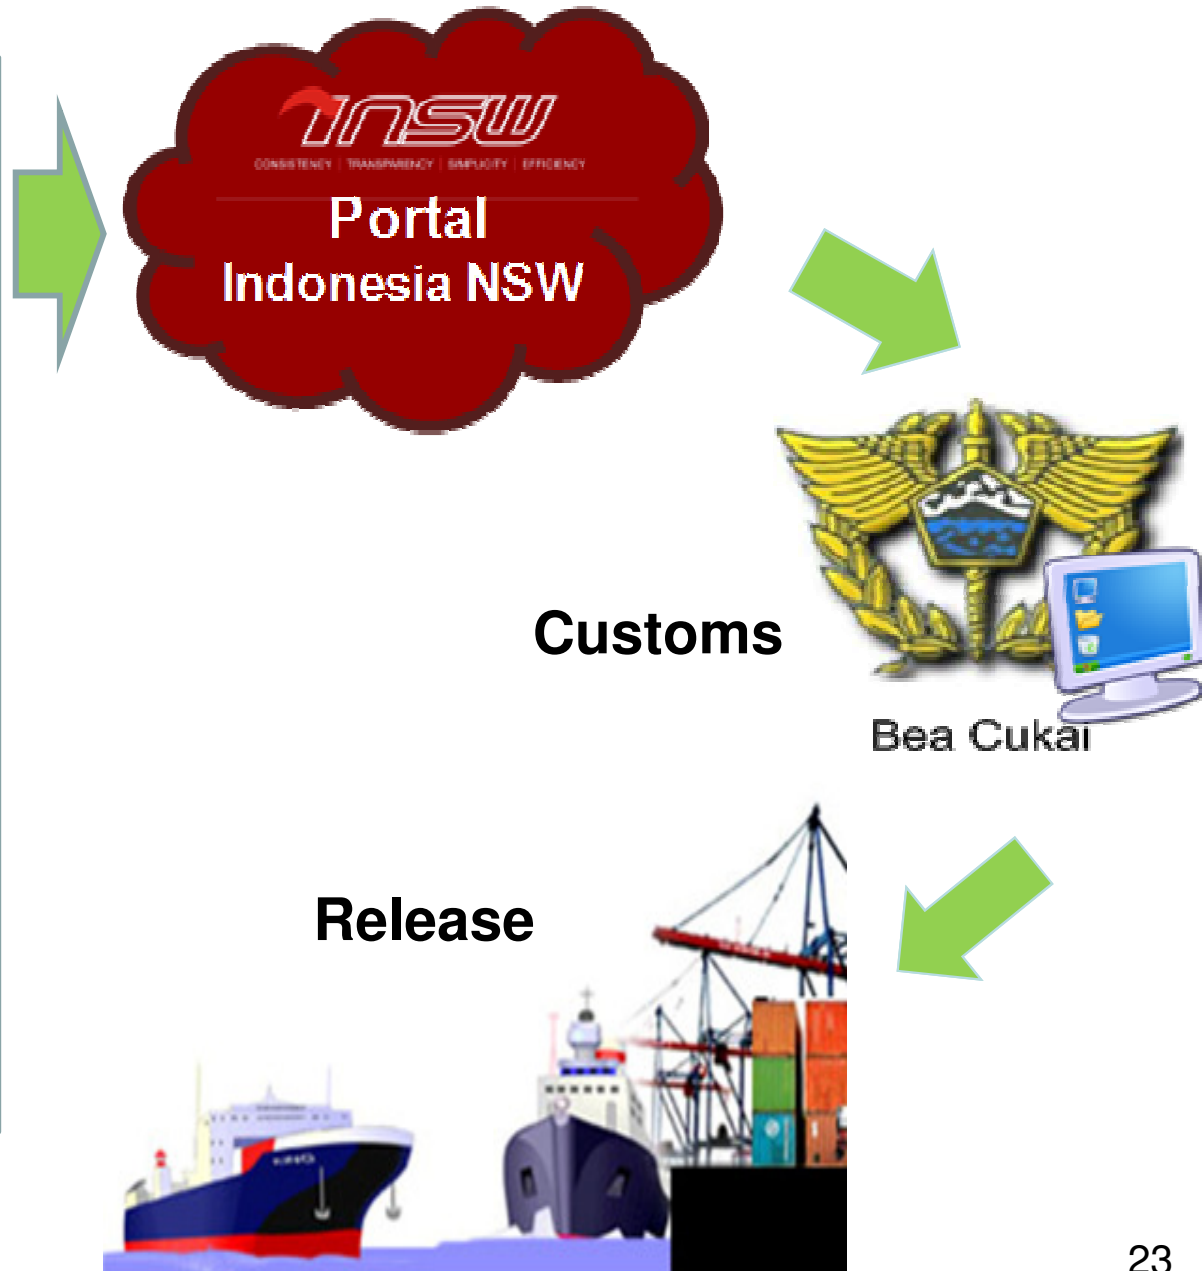 INSW
CONSISTENCY | TRANSPARENCY | SIMPLICITY | EFFICIENCY
Portal
Indonesia NSW
Customs
Bea Cukai
Release
23